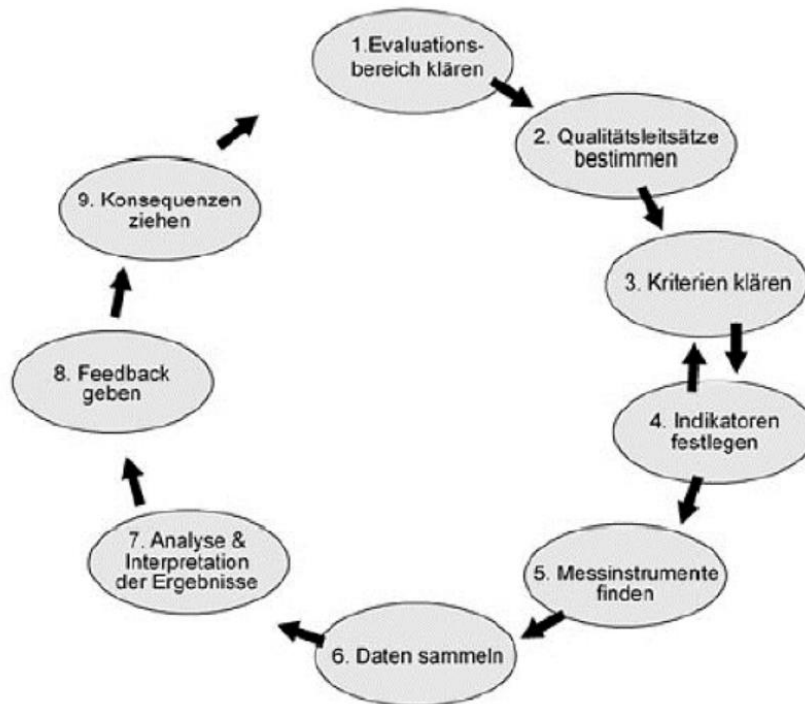 1.Evaluations-
bereich klären
2. Qualitätsleitsätze
bestimmen
3. Kriterien klären
4. Indikatoren
festlegen
5. Messinstrumente
finden
6. Daten sammeln
7. Analyse &
Interpretation
der Ergebnisse
8. Feedback
geben
9. Konsequenzen
ziehen